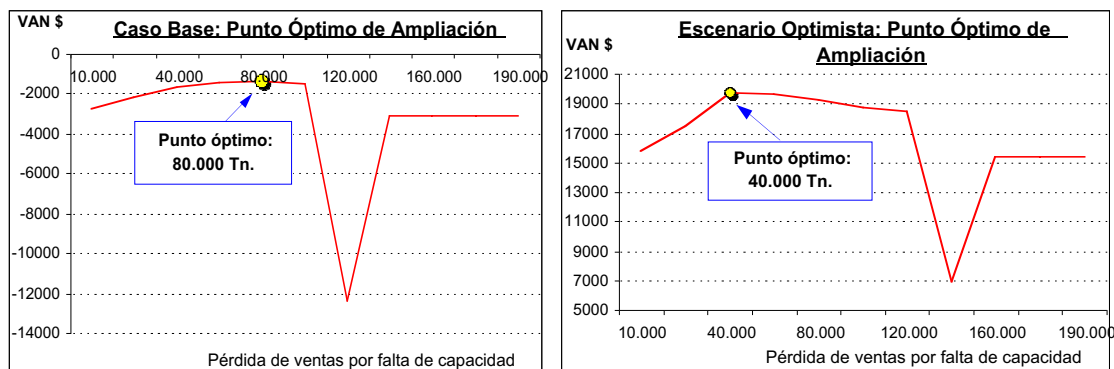 VAN $
Caso Base: Punto Óptimo de Ampliación
0
-2000
-4000
-6000
-8000
-10000
-12000
-14000
10.000
40.000
80.000
120.000
160.000
190.000
Punto óptimo:
80.000 Tn.
Pérdida de ventas por falta de capacidad
VAN $
Escenario Optimista: Punto Óptimo de
Ampliación
21000
19000
17000
15000
13000
11000
9000
7000
5000
Punto óptimo:
40.000 Tn.
10.000
40.000
80.000
120.000
160.000
190.000
Pérdida de ventas por falta de capacidad